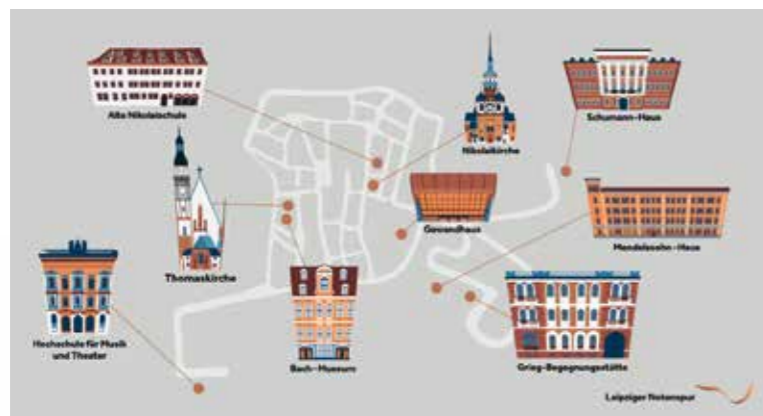 Alte Nikolaischule
Nikolaikirche
Schumann-Haus
Gewandhaus
Mendelssohn-Haus
Thomaskirche
Hochschule für Musik
und Theater
Bach-Museum
Grieg-Begegnungsstätte
Leipziger Notenspur